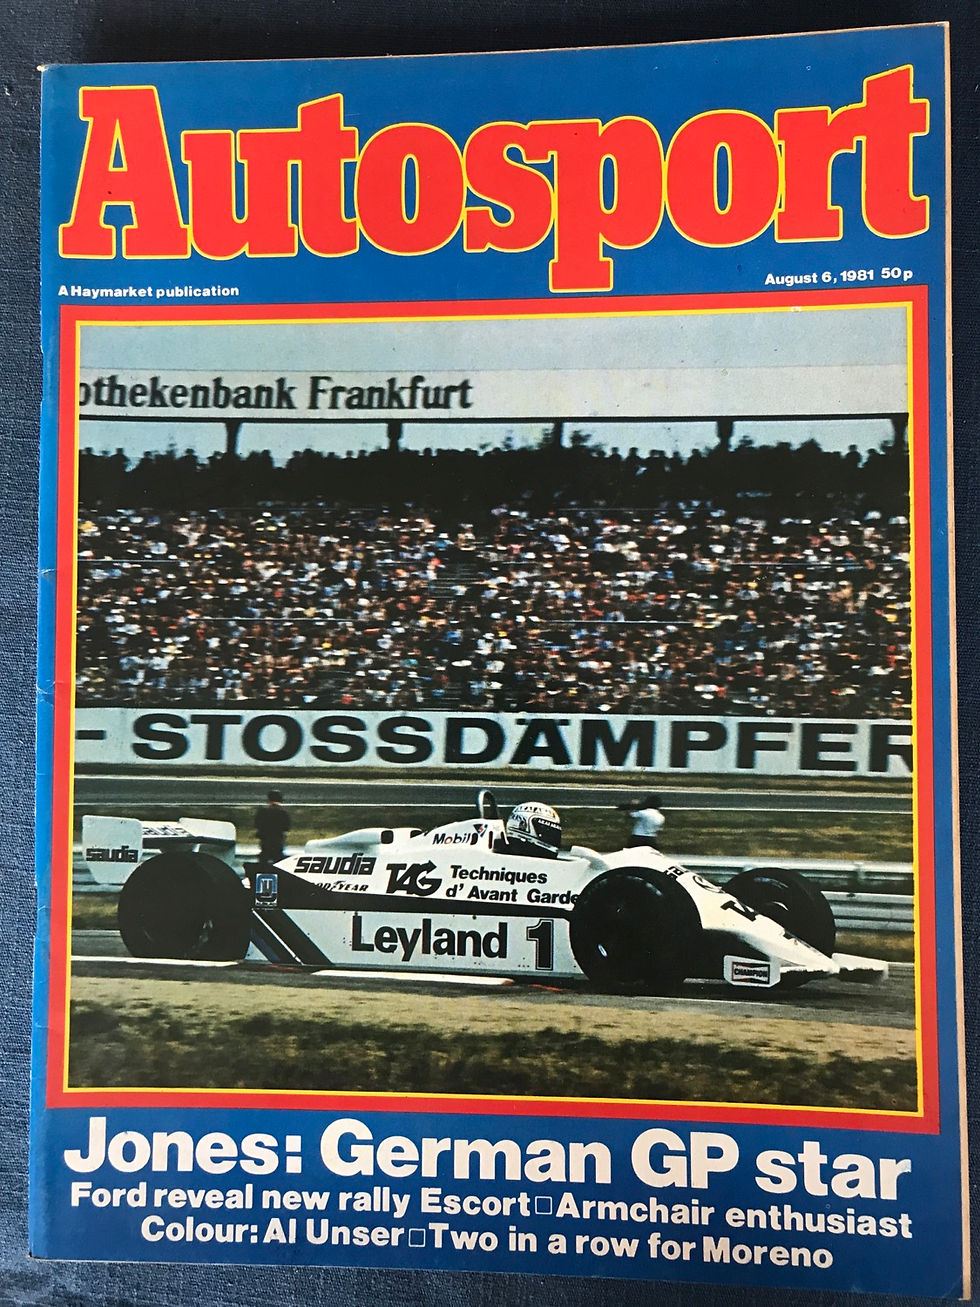 Autosport
A Haymarket publication
August 6, 1981 50p
othekenbank Frankfurt
- STOSSDÄMPFER
saudia
Mobil
AKAI
saudia
GOODYEAR
TAG
Techniques
d' Avant Garde
Leyland 1
CHAMPION
Jones: German GP star
Ford reveal new rally Escort□Armchair enthusiast
Colour: Al Unser□Two in a row for Moreno